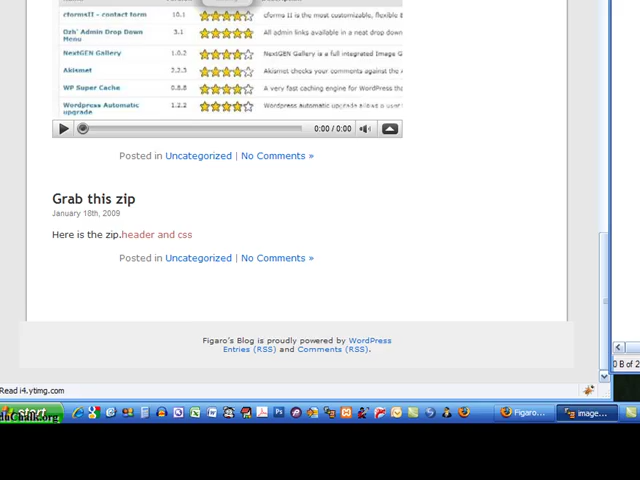 cformsII - contact form 10.1 cforms II is the most customizable, flexible
Ozh' Admin Drop Down Menu 3.1 All admin links available in a neat drop down
NextGEN Gallery 1.0.2 NextGEN Gallery is a full integrated Image
Akismet 2.2.3 Akismet checks your comments against the
WP Super Cache 0.8.8 A very fast caching engine for WordPress
Wordpress Automatic upgrade 1.2.2 Wordpress automatic upgrade allows a user
0:00 / 0:00
Posted in Uncategorized | No Comments »
Grab this zip
January 18th, 2009
Here is the zip.header and css
Posted in Uncategorized | No Comments »
Figaro's Blog is proudly powered by WordPress
Entries (RSS) and Comments (RSS).
0 B of 2
Read i4.ytimg.com
start
duChalk.org
Figaro...
image...